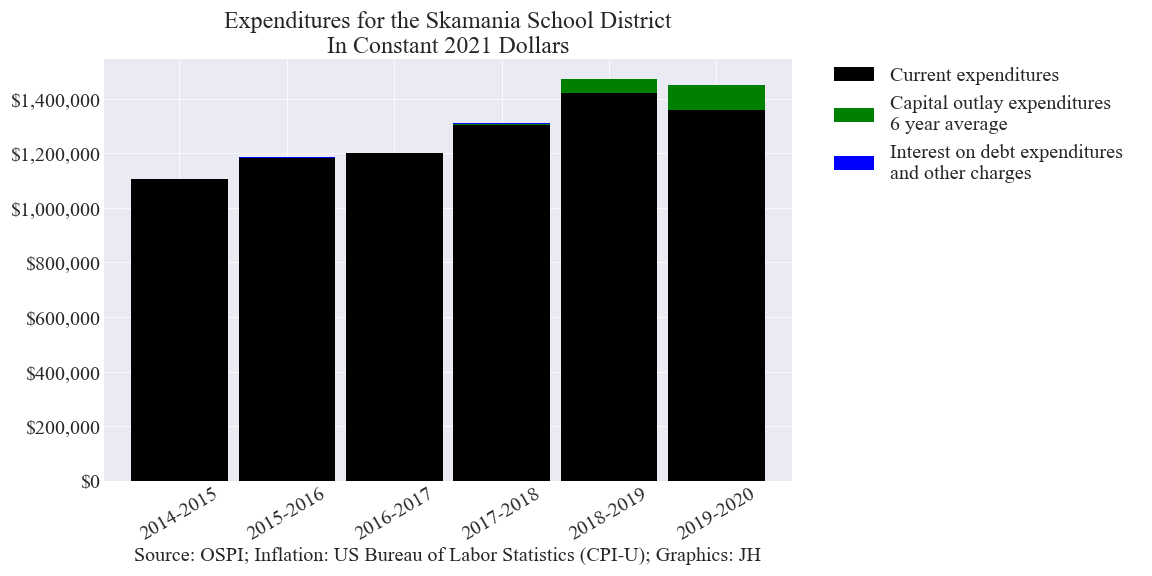 Expenditures for the Skamania School District
In Constant 2021 Dollars
Current expenditures
Capital outlay expenditures
6 year average
Interest on debt expenditures
and other charges
$1,400,000
$1,200,000
$1,000,000
$800,000
$600,000
$400,000
$200,000
$0
2014-2015
2015-2016
2016-2017
2017-2018
2018-2019
2019-2020
Source: OSPI; Inflation: US Bureau of Labor Statistics (CPI-U); Graphics: JH